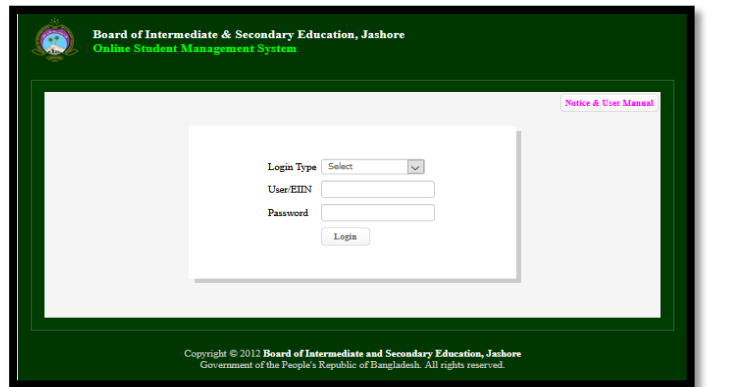 Board of Intermediate & Secondary Education, Jashore
Online Student Management System
Notice & User Manual
Login Type Select
User/EIIN
Password
Login
Copyright © 2012 Board of Intermediate and Secondary Education, Jashore
Government of the People's Republic of Bangladesh. All rights reserved.